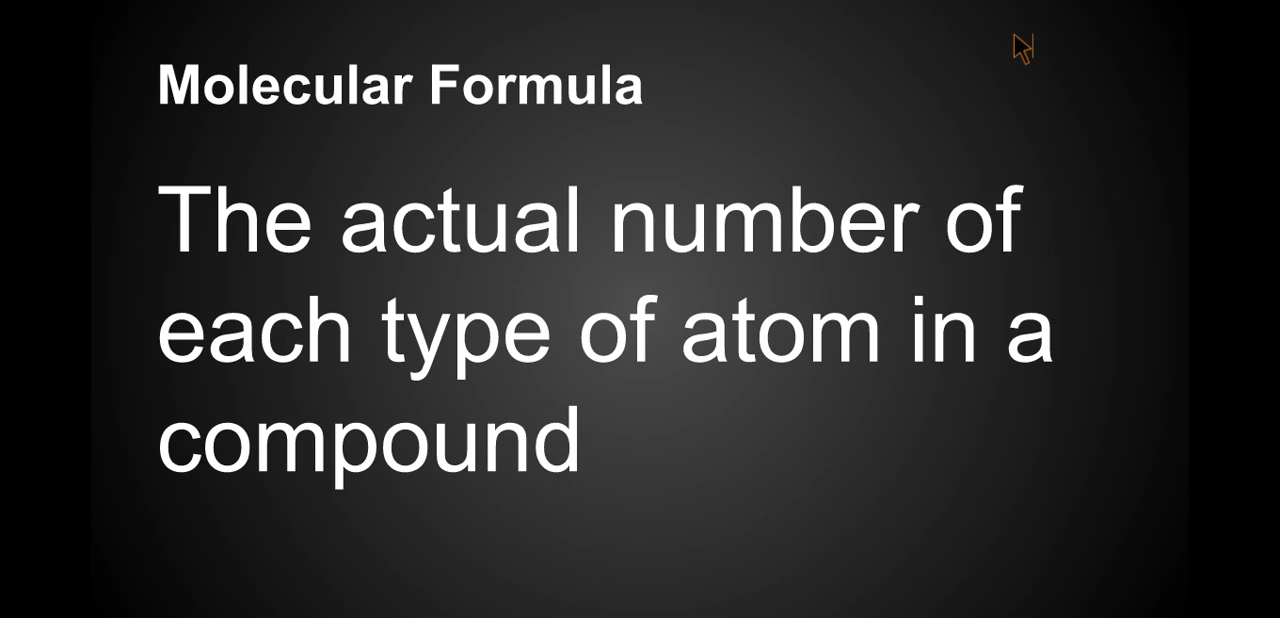 Molecular Formula
The actual number of
each type of atom in a
compound